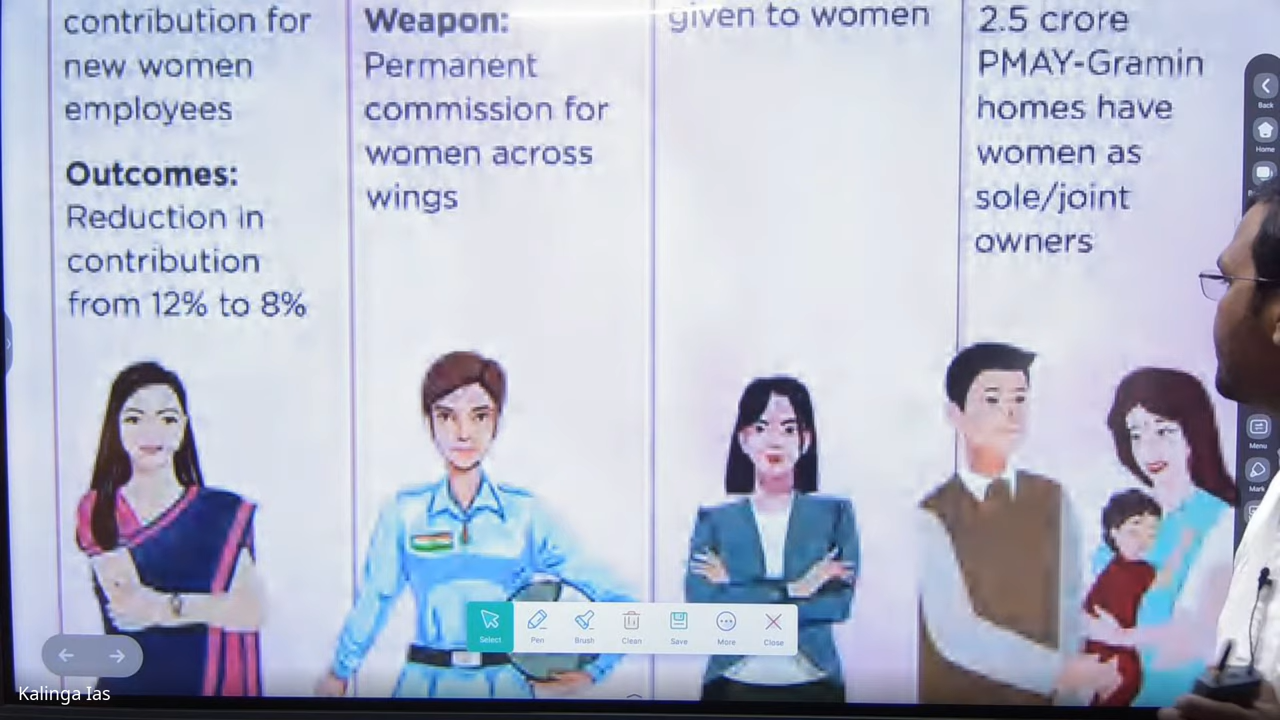 contribution for
new women
employees
Outcomes:
Reduction in
contribution
from 12% to 8%
Weapon:
Permanent
commission for
women across
wings
given to women
2.5 crore
PMAY-Gramin
homes have
women as
sole/joint
owners
Back
Home
Menu
Mark
Select
Pen
Brush
Clean
Save
More
Close
Kalinga Ias